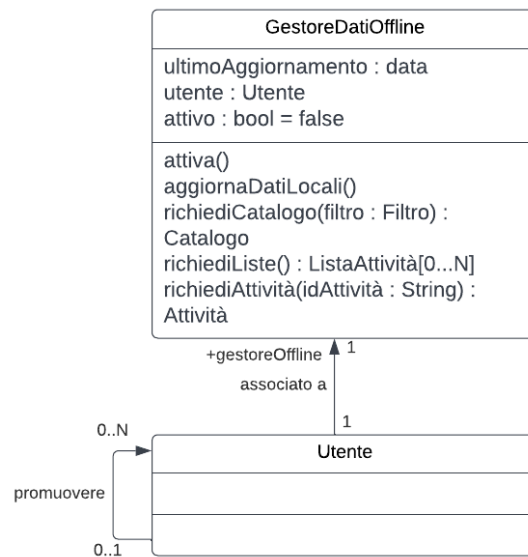 GestoreDatiOffline
ultimoAggiornamento : data
utente : Utente
attivo : bool = false
attiva()
aggiornaDatiLocali()
richiediCatalogo(filtro : Filtro) :
Catalogo
richiediListe() : ListaAttività[0...N]
richiediAttività(idAttività : String) :
Attività
+gestoreOffline
1
associato a
1
0..N
Utente
promuovere
0..1